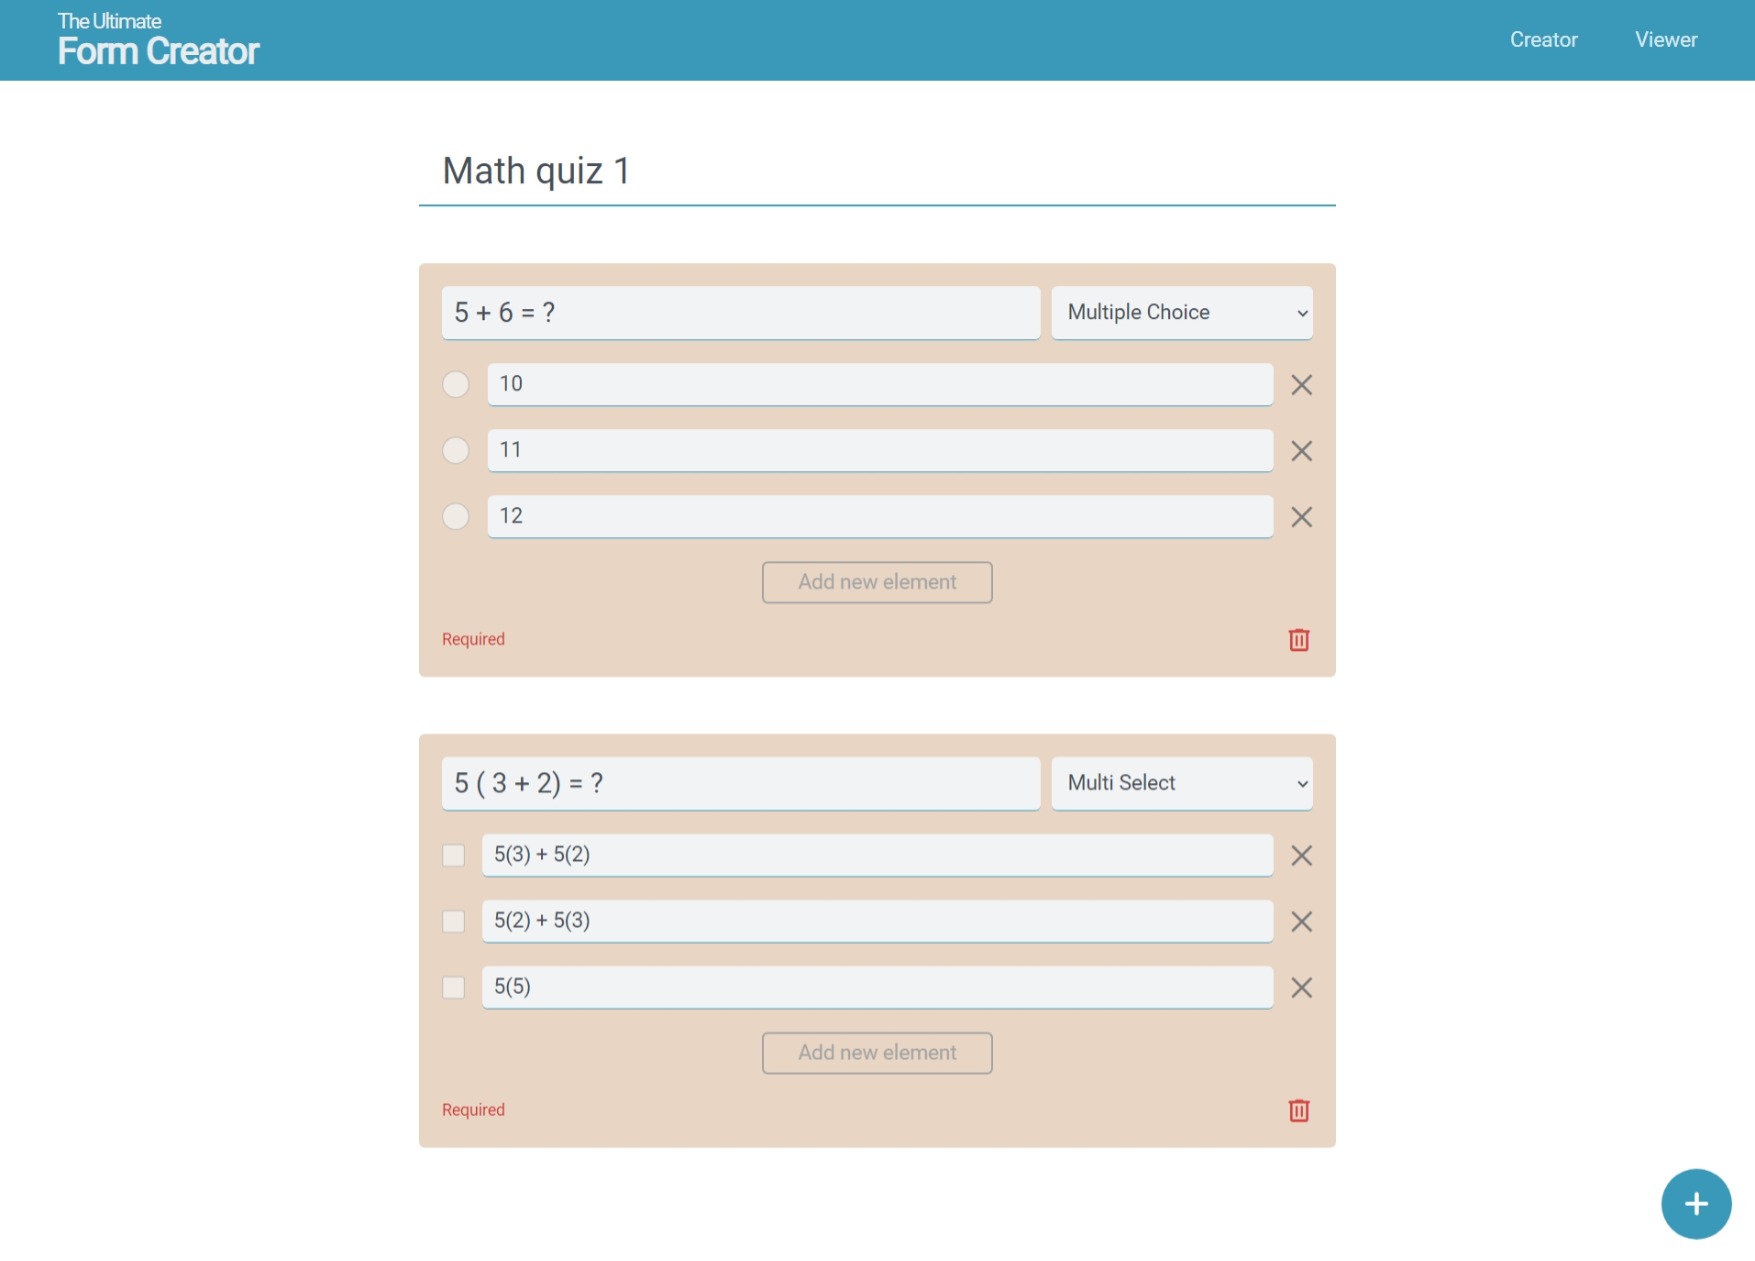 The Ultimate
Form Creator
Creator Viewer
Math quiz 1
5 + 6 = ? Multiple Choice
10
11
12
Add new element
Required
5 ( 3 + 2) = ? Multi Select
5(3) + 5(2)
5(2) + 5(3)
5(5)
Add new element
Required